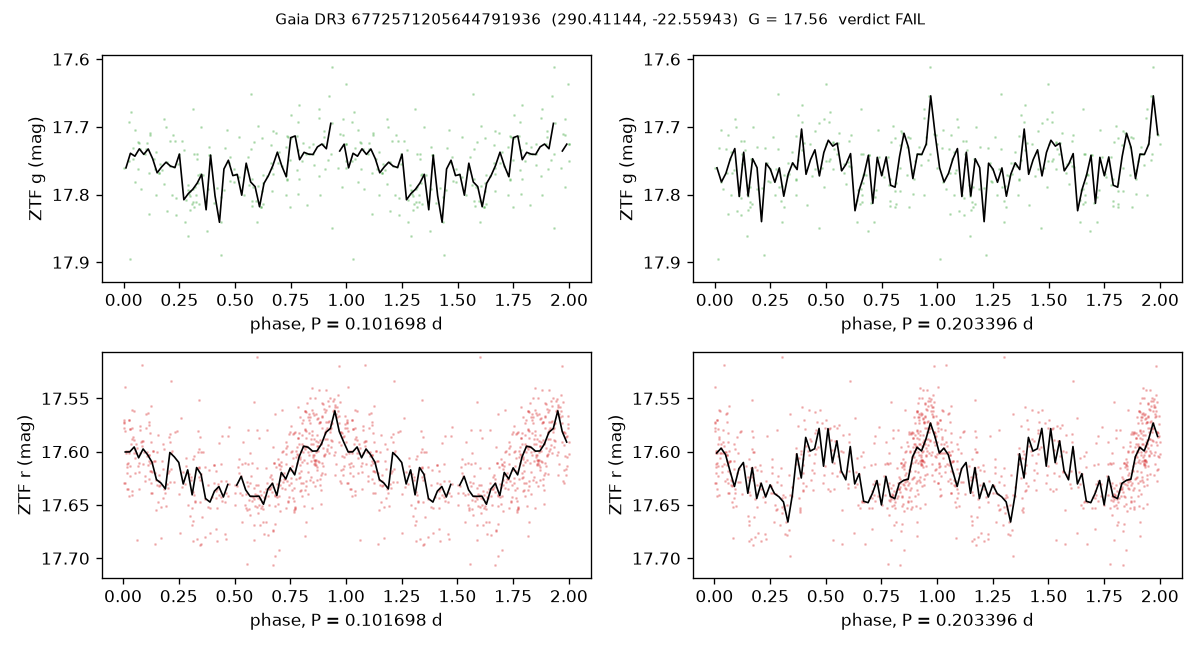 Gaia DR3 6772571205644791936 (290.41144, -22.55943) G = 17.56 verdict FAIL
17.6
17.7
17.8
17.9
ZTF g (mag)
0.00 0.25 0.50 0.75 1.00 1.25 1.50 1.75 2.00
phase, P = 0.101698 d
17.6
17.7
17.8
17.9
ZTF g (mag)
0.00 0.25 0.50 0.75 1.00 1.25 1.50 1.75 2.00
phase, P = 0.203396 d
17.55
17.60
17.65
17.70
ZTF r (mag)
0.00 0.25 0.50 0.75 1.00 1.25 1.50 1.75 2.00
phase, P = 0.101698 d
17.55
17.60
17.65
17.70
ZTF r (mag)
0.00 0.25 0.50 0.75 1.00 1.25 1.50 1.75 2.00
phase, P = 0.203396 d